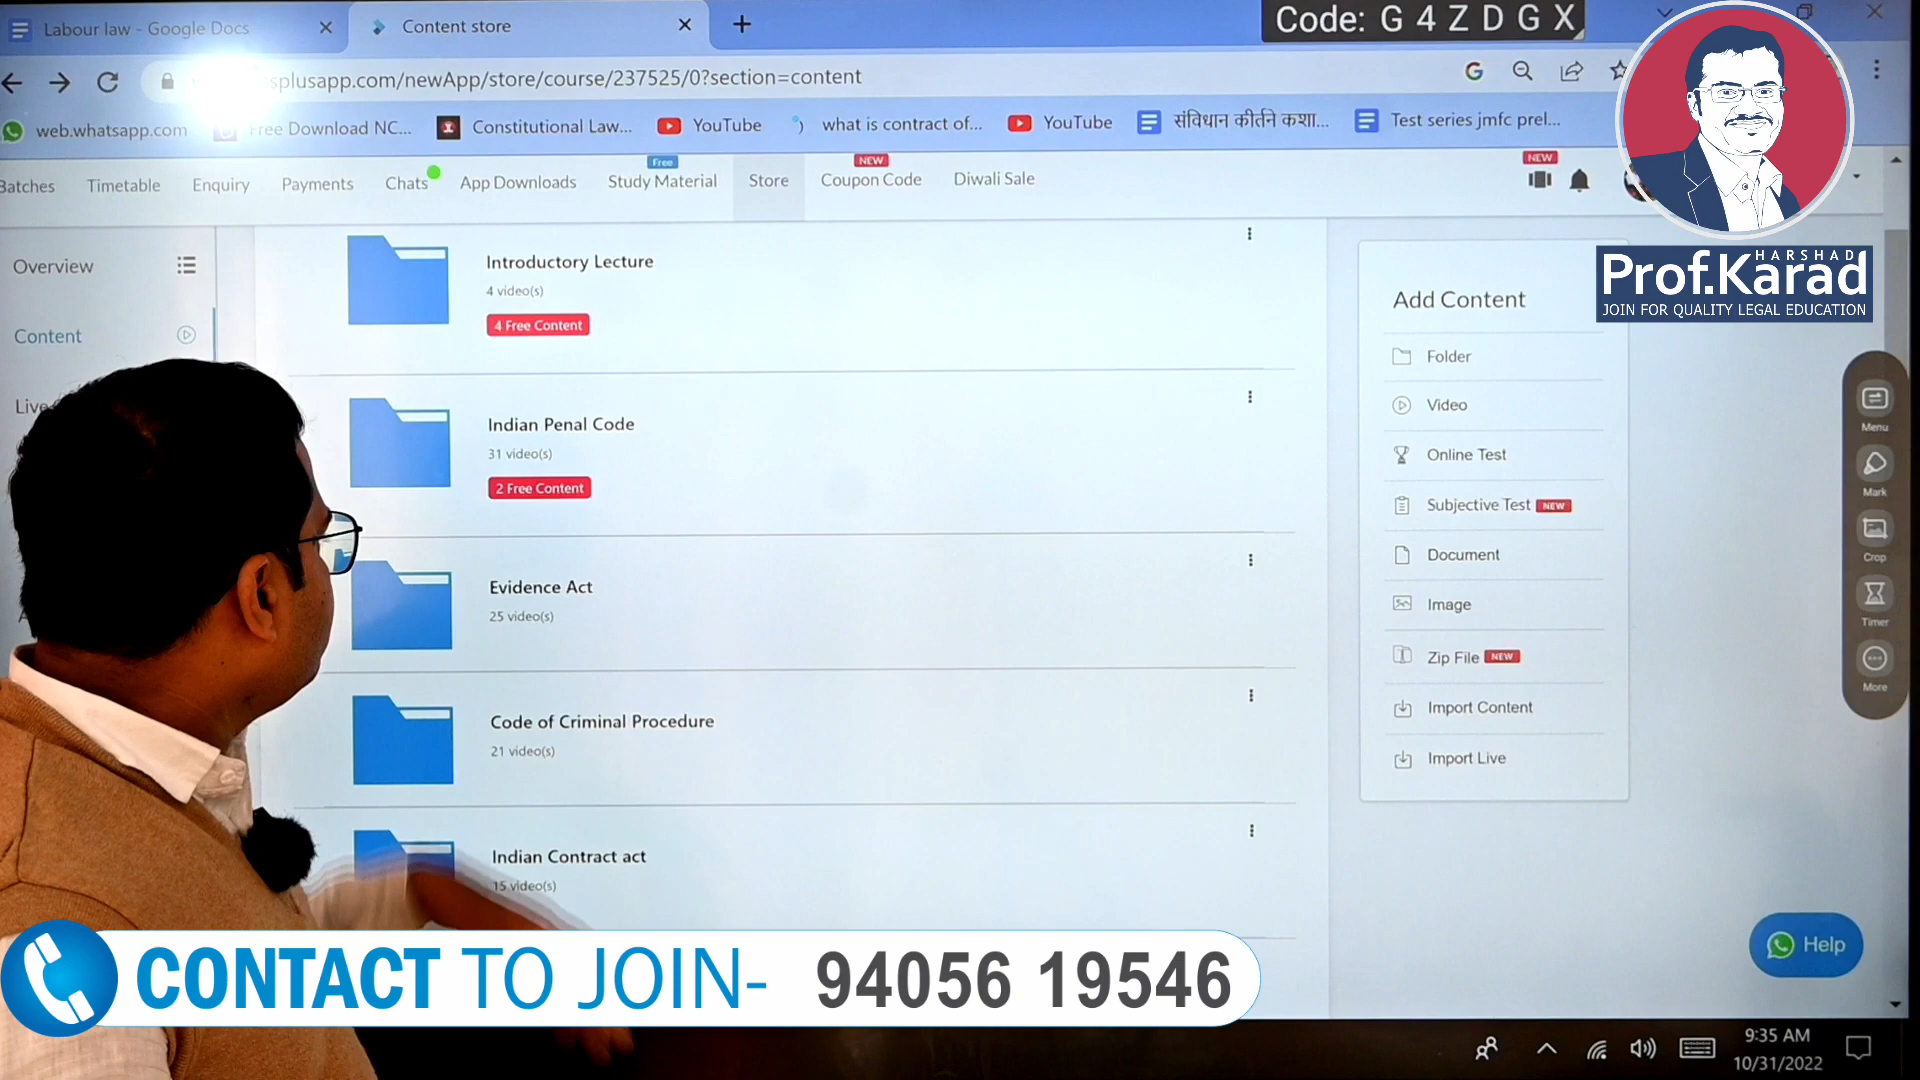 Labour law - Google Docs
Content store
Code: G 4 Z D G X
splusapp.com/newApp/store/course/237525/0?section=content
web.whatsapp.com
Free Download NC...
Constitutional Law...
YouTube
what is contract of...
YouTube
संविधान कीर्तने कशा...
Test series jmfc prel...
Batches
Timetable
Enquiry
Payments
Chats
App Downloads
Free
Study Material
Store
NEW
Coupon Code
Diwali Sale
NEW
HARSHAD
Prof.Karad
JOIN FOR QUALITY LEGAL EDUCATION
Overview
Content
Live
Introductory Lecture
4 video(s)
4 Free Content
Indian Penal Code
31 video(s)
2 Free Content
Evidence Act
25 video(s)
Code of Criminal Procedure
21 video(s)
Indian Contract act
15 video(s)
Add Content
Folder
Video
Online Test
Subjective Test NEW
Document
Image
Zip File NEW
Import Content
Import Live
Menu
Mark
Crop
Timer
More
Help
CONTACT TO JOIN- 94056 19546
9:35 AM
10/31/2022